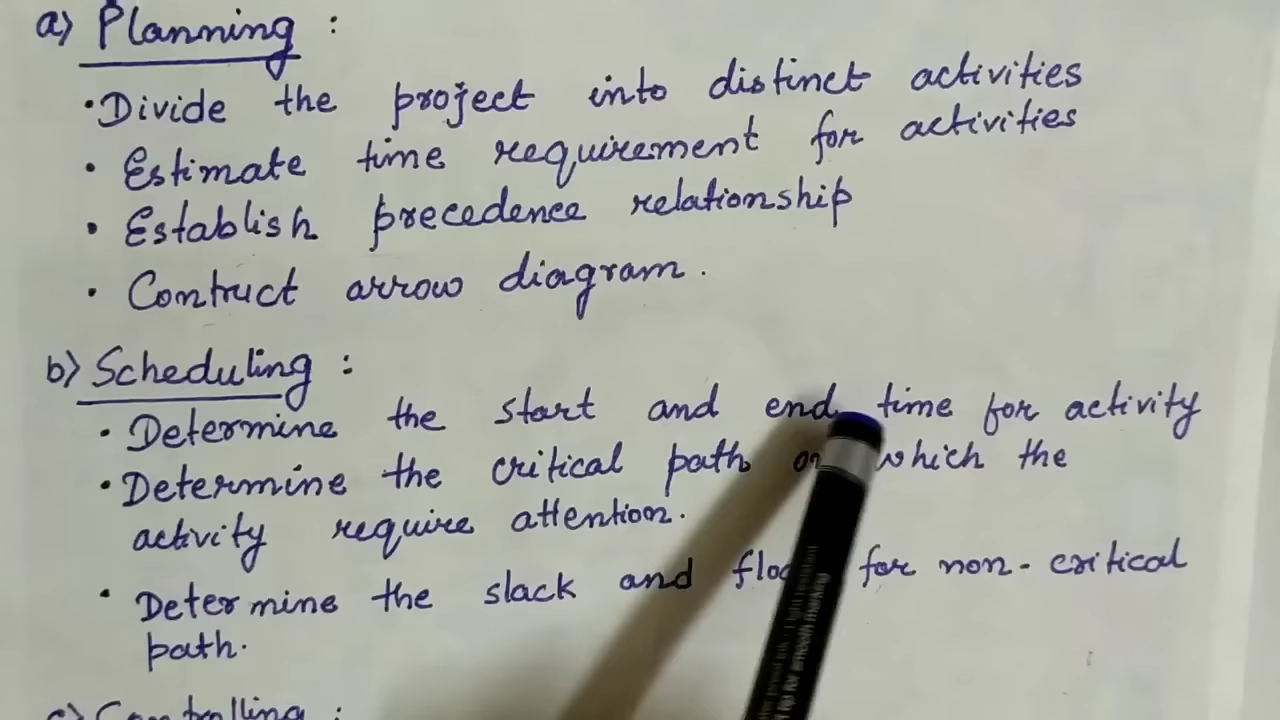 a) Planning :
• Divide the project into distinct activities
• Estimate time requirement for activities
• Establish precedence relationship
• Contruct arrow diagram.
b) Scheduling :
• Determine the start and end time for activity
• Determine the critical path which the
activity require attention.
• Determine the slack and for non-critical
path.
c) Controlling :